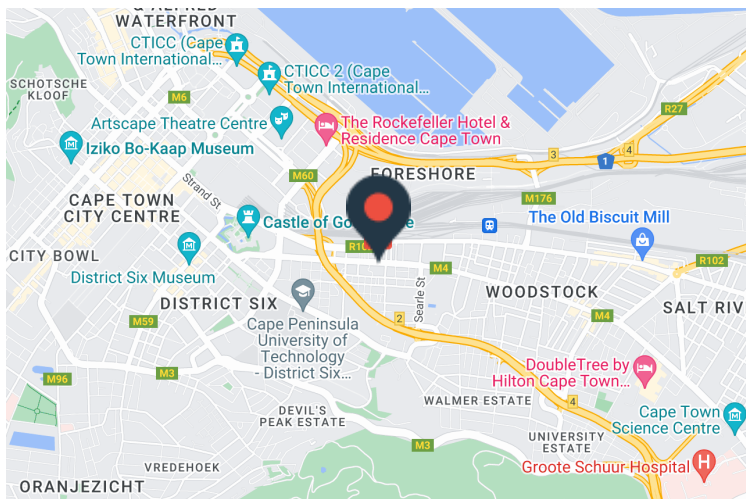 & ALFRED
WATERFRONT
CTICC (Cape
Town International...
CTICC 2 (Cape
Town International...
SCHOTSCHE
KLOOF
M6
R27
Artscape Theatre Centre
The Rockefeller Hotel &
Residence Cape Town
Iziko Bo-Kaap Museum
3
4
1
FORESHORE
M60
Strand St
M176
CAPE TOWN
CITY CENTRE
Castle of Go
e
The Old Biscuit Mill
CITY BOWL
R10
M4
R102
District Six Museum
DISTRICT SIX
Searle St
WOODSTOCK
SALT RIV
M59
2
M4
Cape Peninsula
University of
Technology
- District Six...
M3
M96
DoubleTree by
Hilton Cape Town...
4
WALMER ESTATE
DEVIL'S
PEAK ESTATE
Cape Town
Science Centre
M3
UNIVERSITY
ESTATE
VREDEHOEK
Groote Schuur Hospital
H
ORANJEZICHT